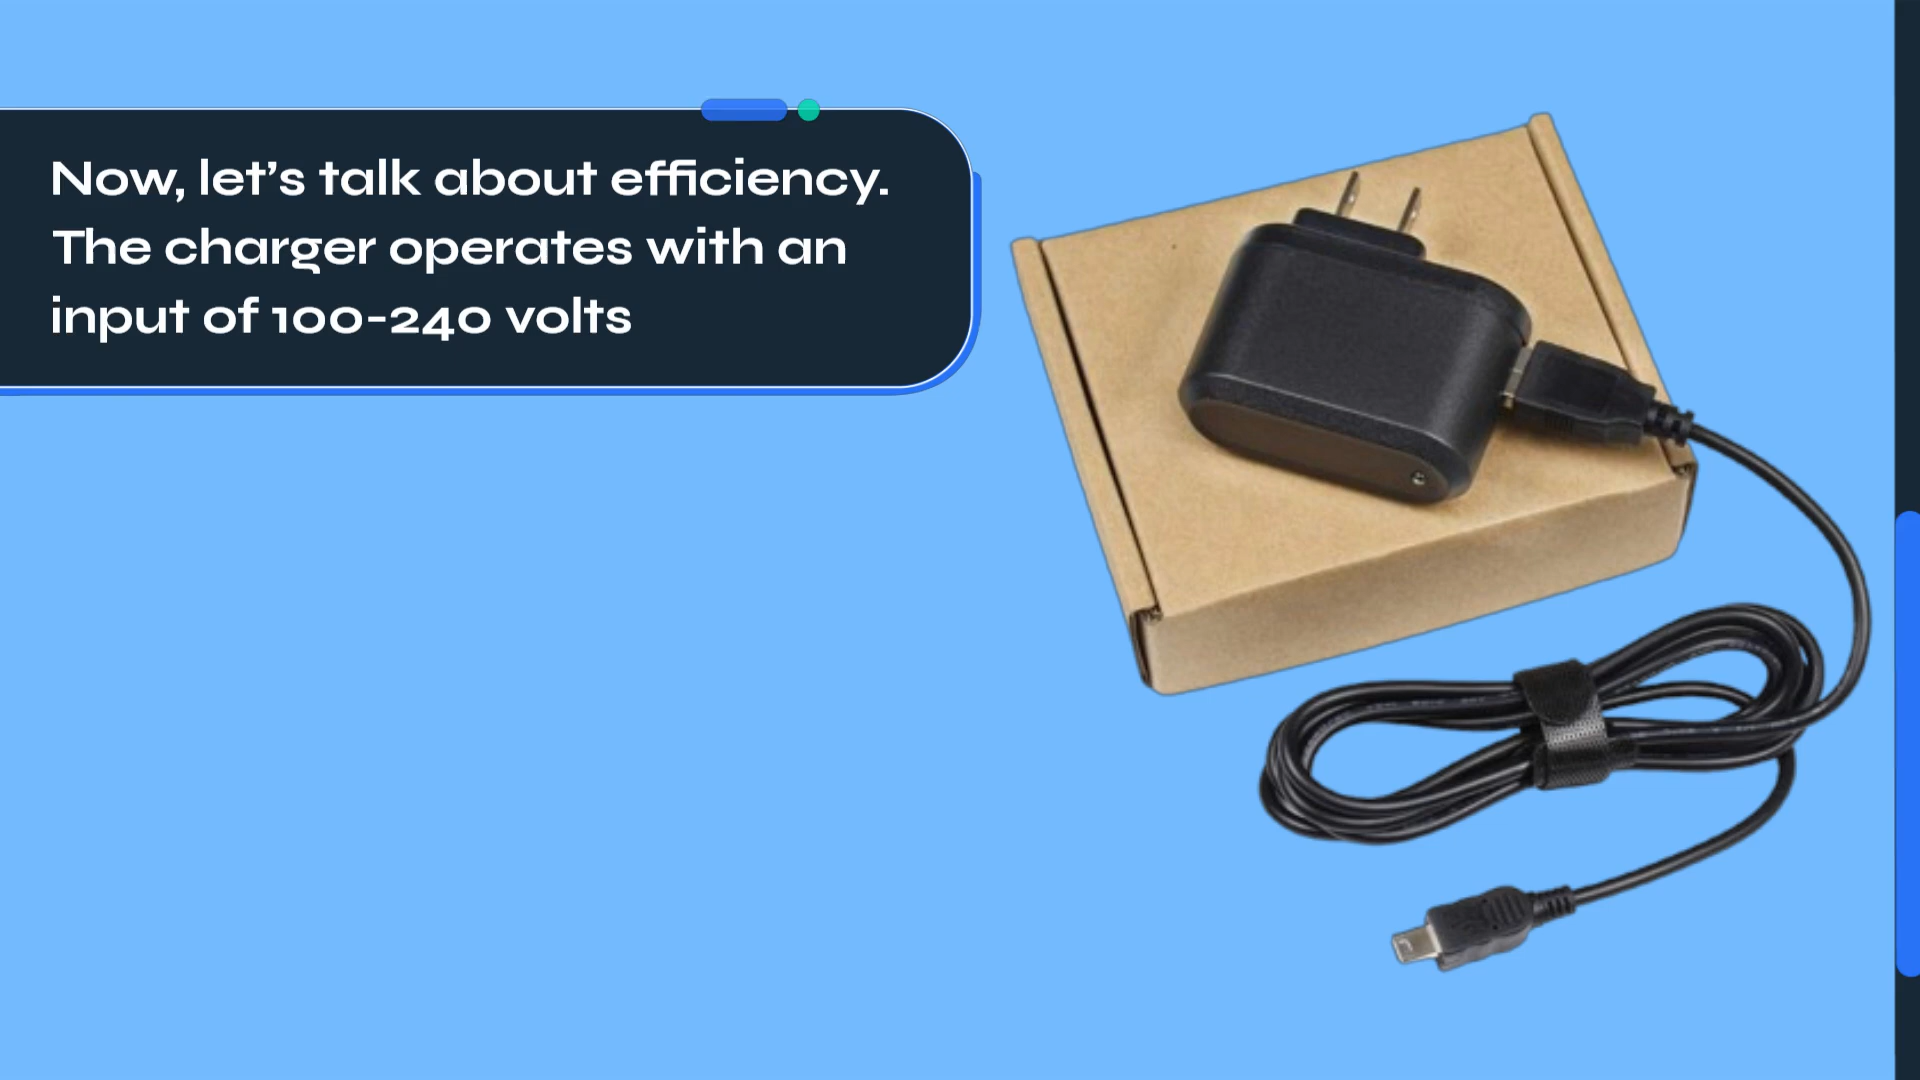 Now, let's talk about efficiency.
The charger operates with an
input of 100-240 volts